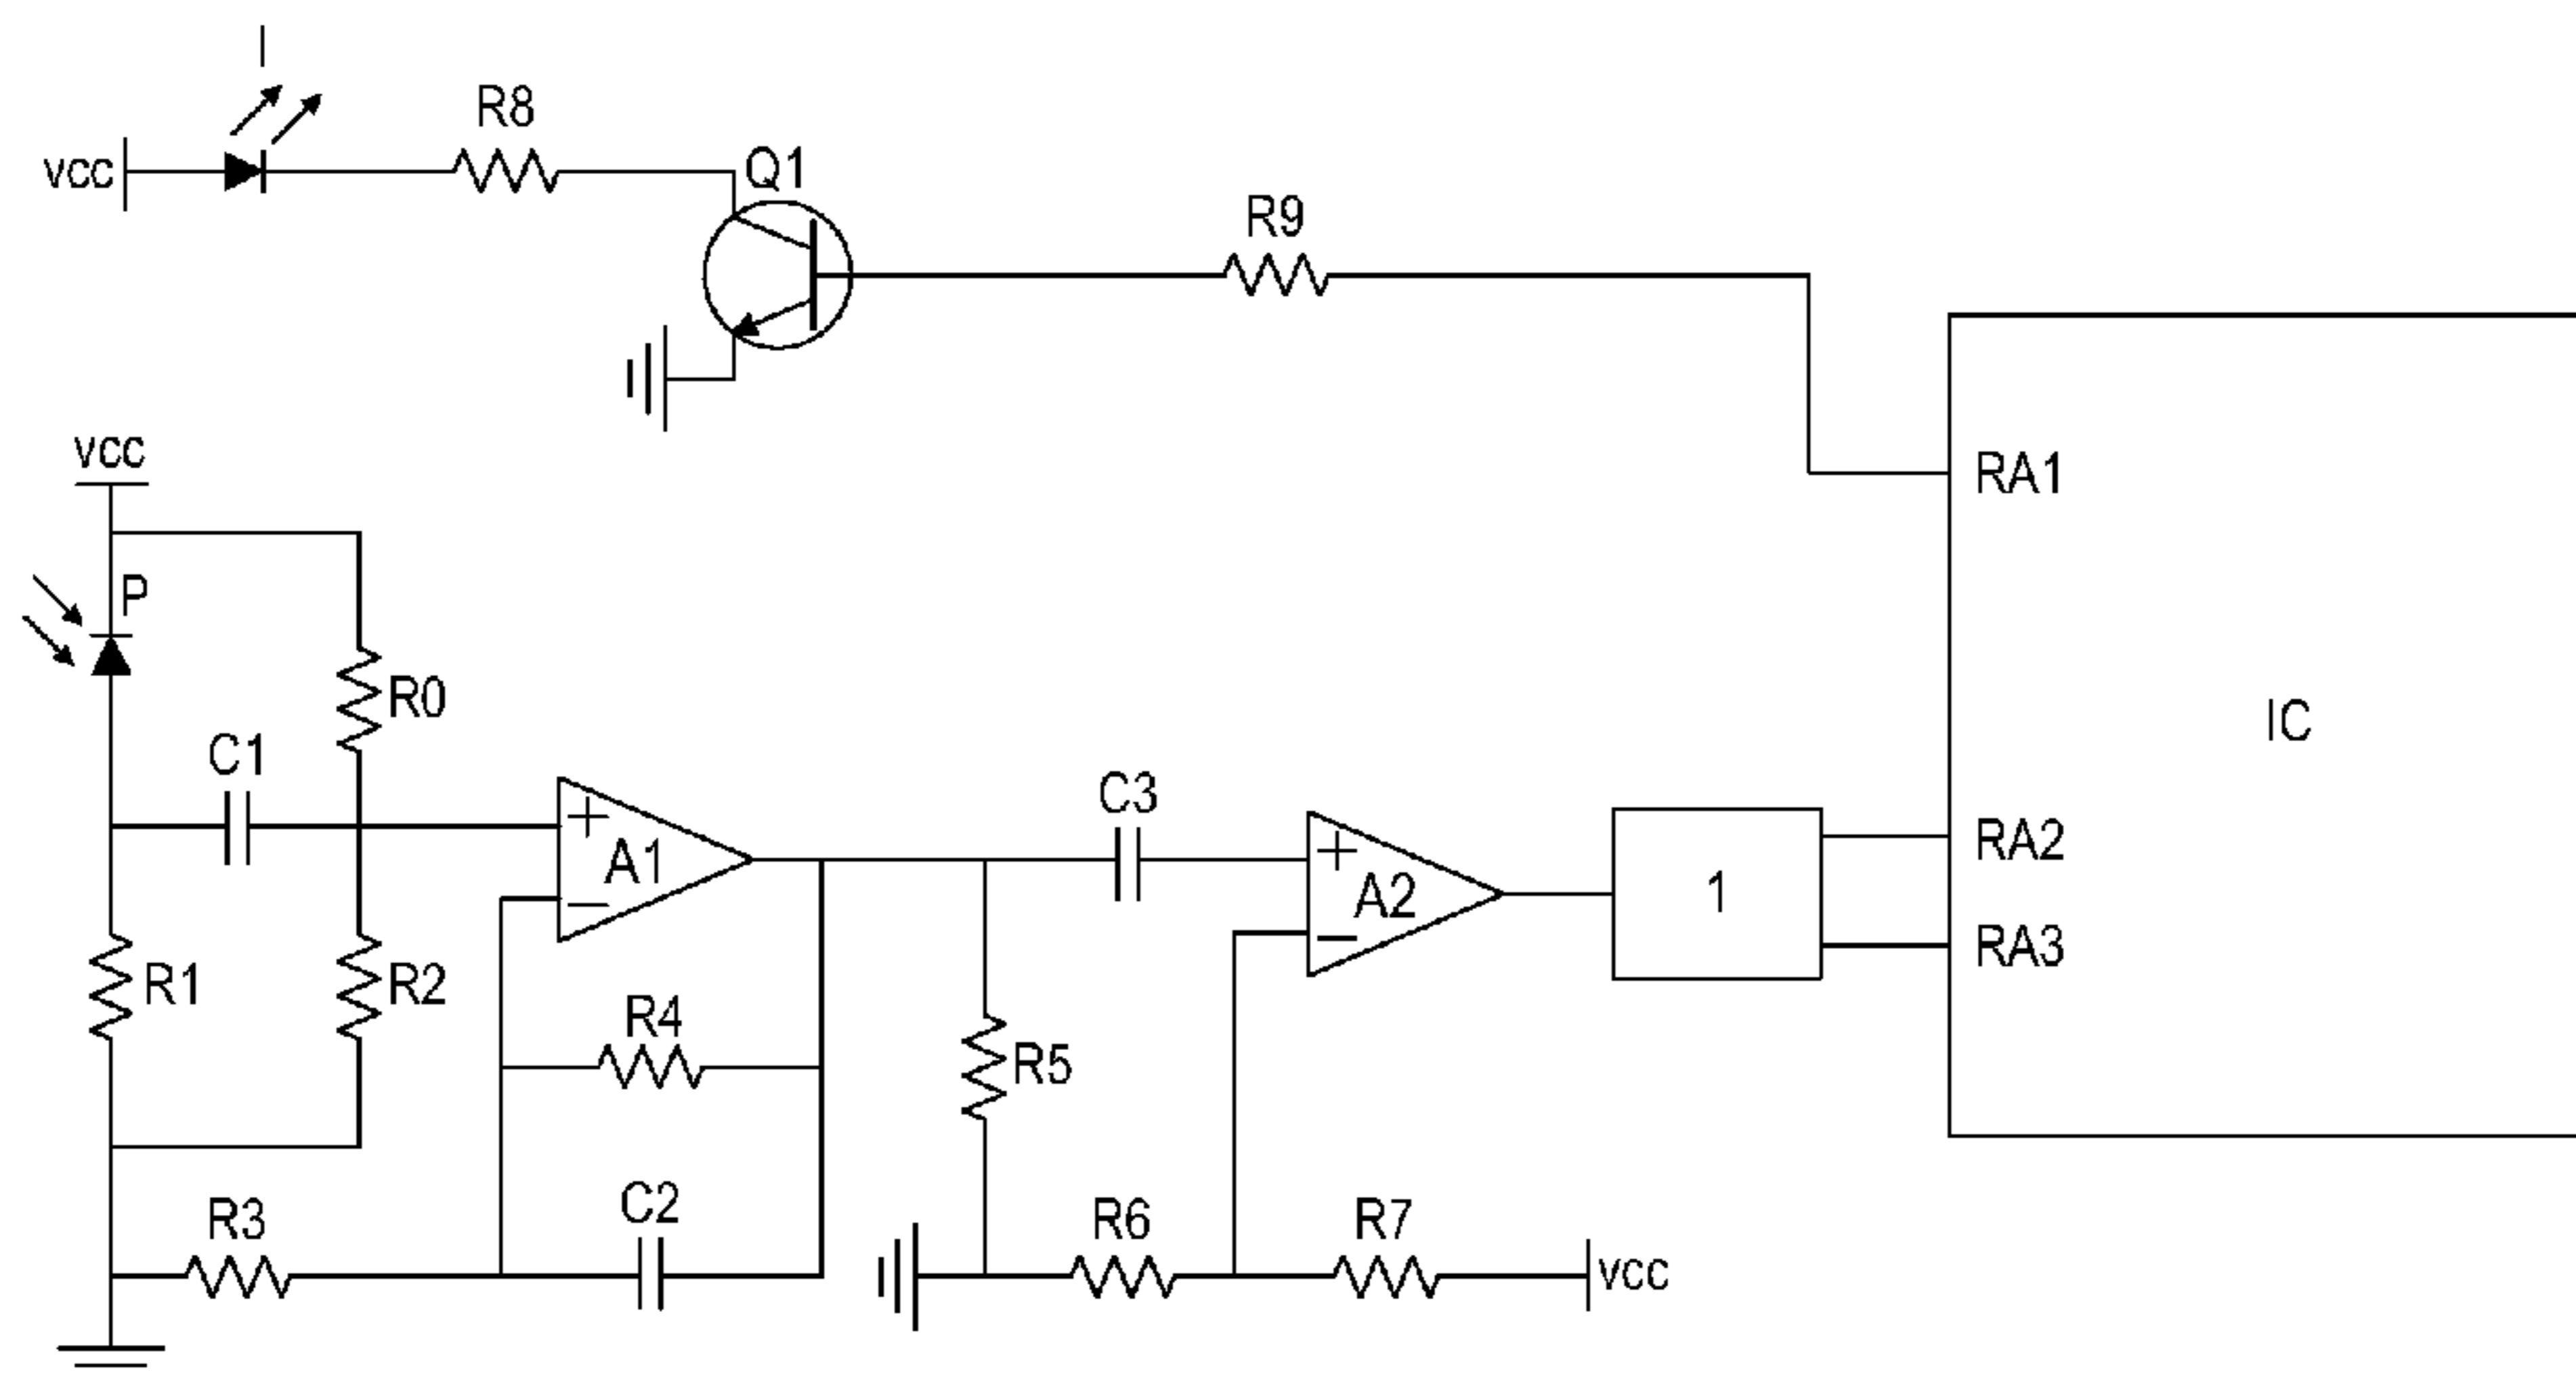 I
R8
Q1
vcc
R9
RA1
vcc
P
R0
IC
C1
C3
+
A1
−
+
A2
−
1
RA2
RA3
R1
R2
R4
R5
R3
C2
R6
R7
vcc